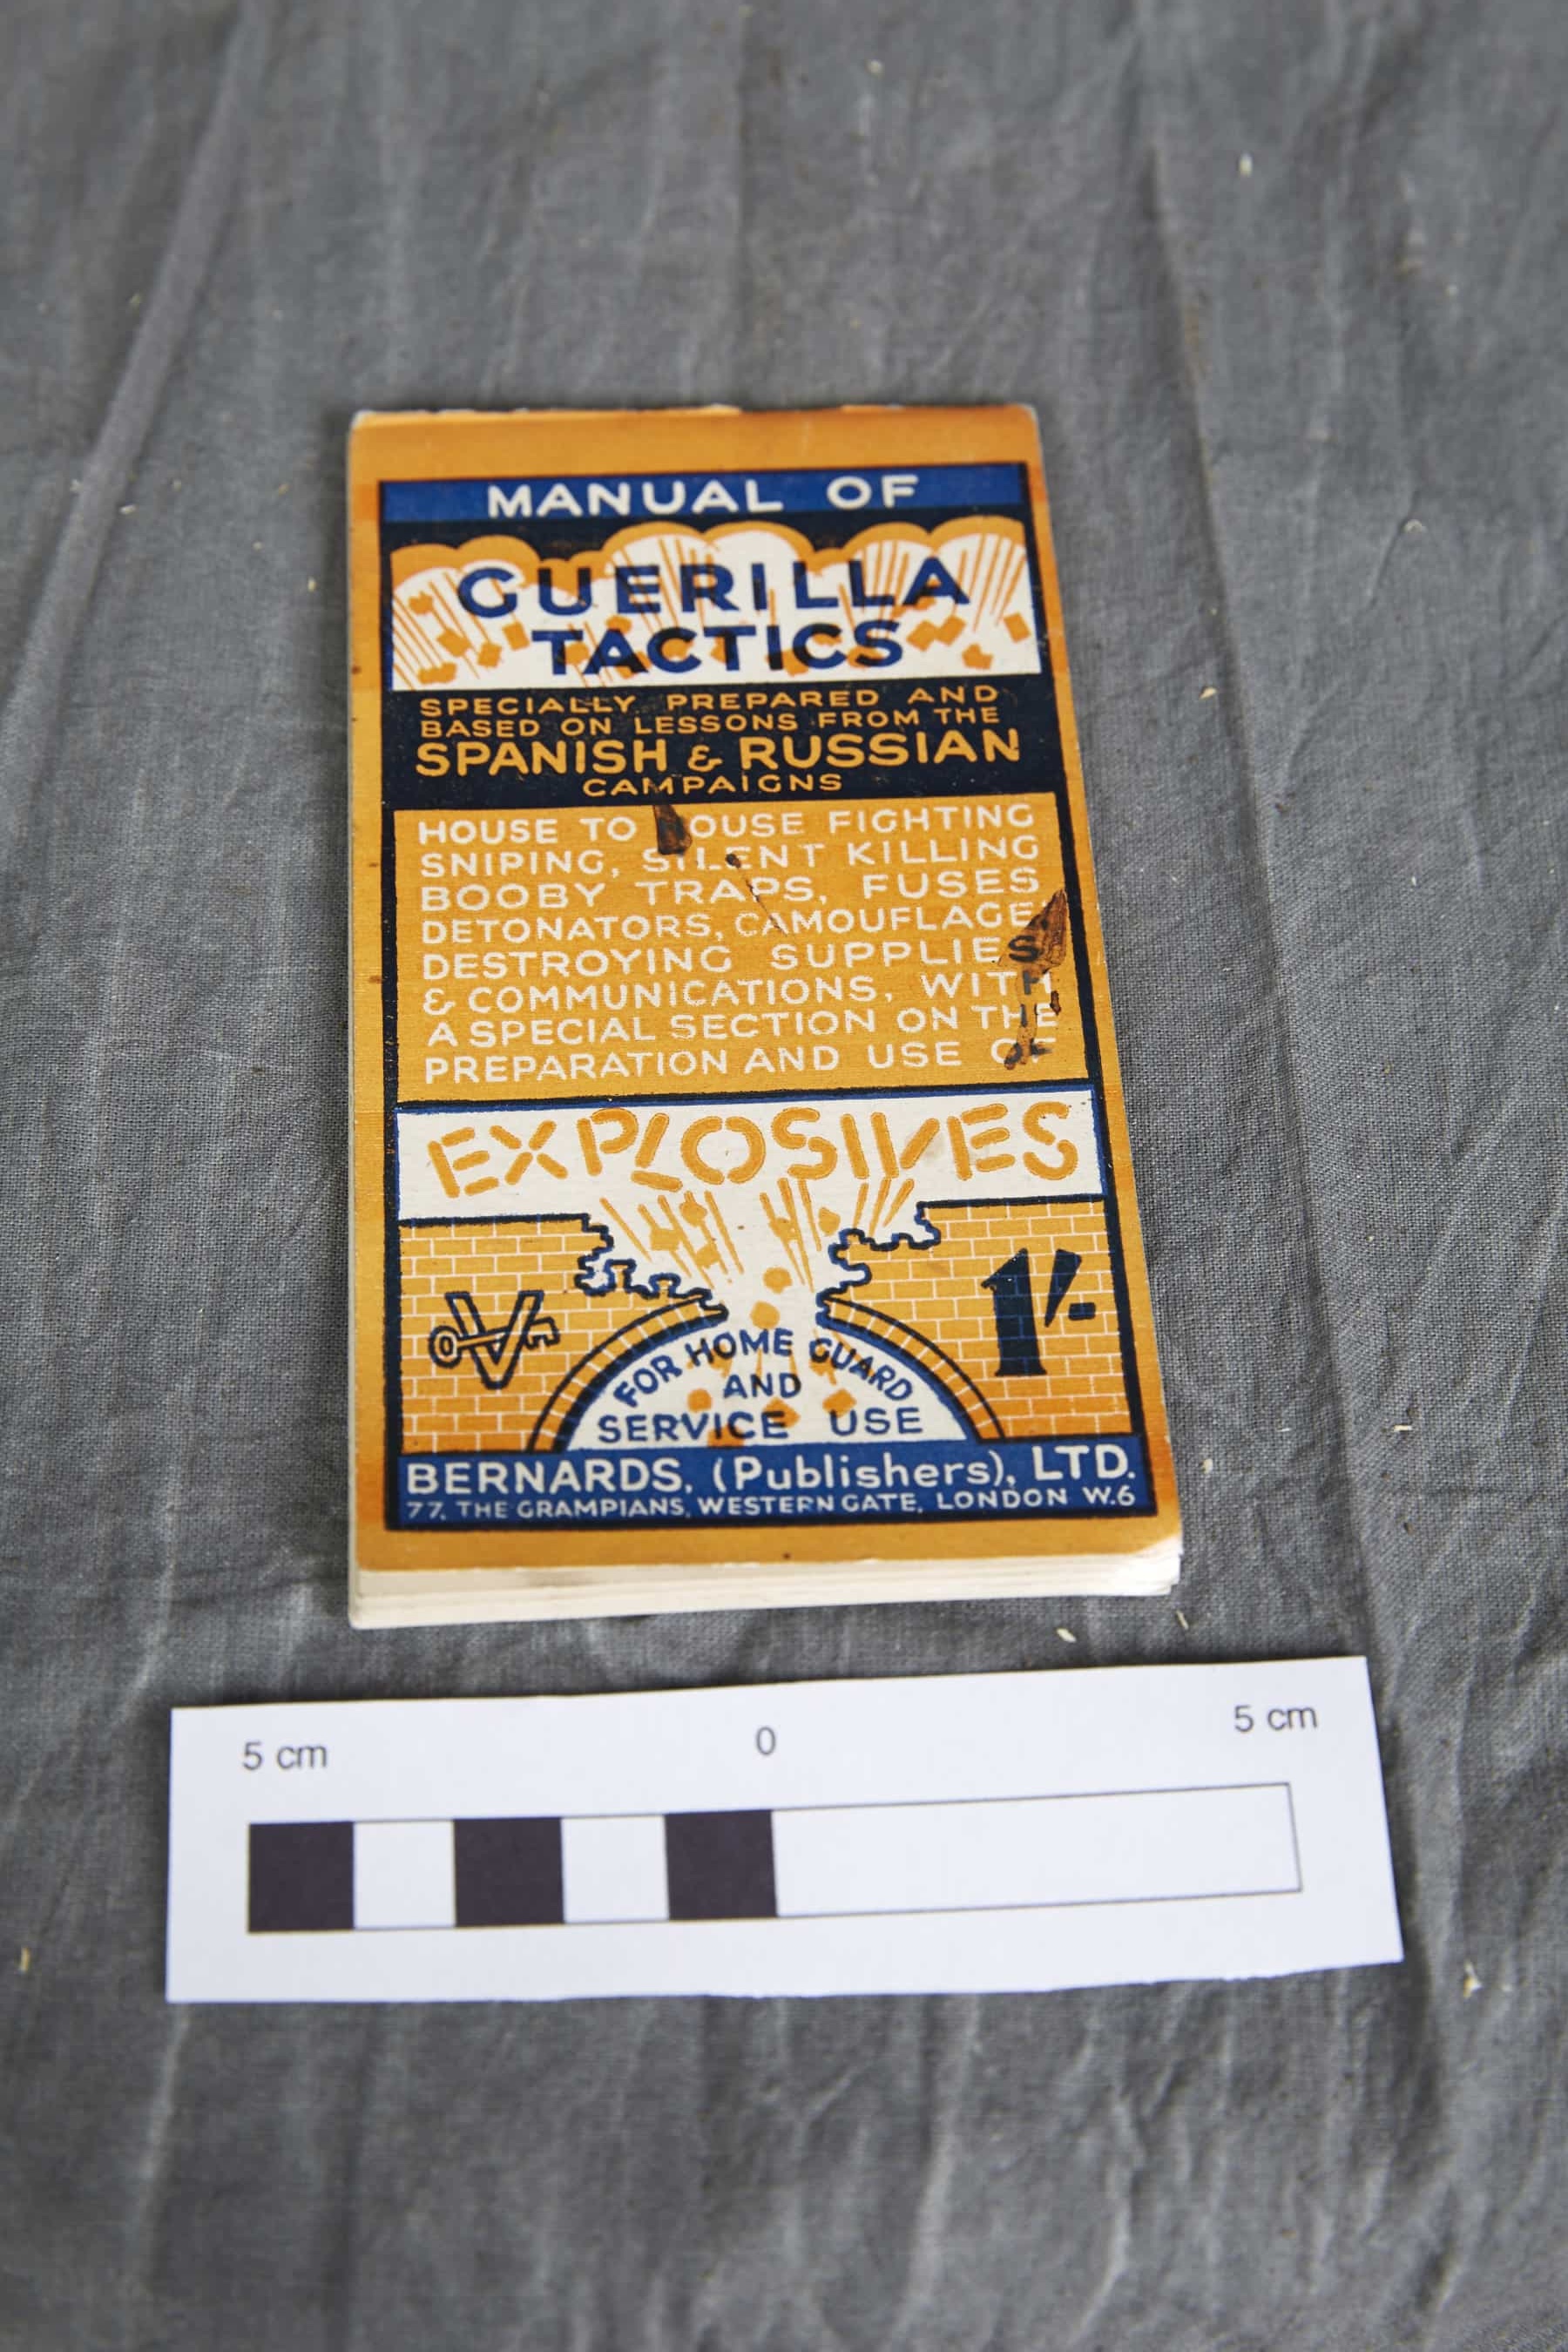 MANUAL OF
GUERILLA
TACTICS
SPECIALLY PREPARED AND
BASED ON LESSONS FROM THE
SPANISH & RUSSIAN
CAMPAIGNS
HOUSE TO HOUSE FIGHTING
SNIPING, SILENT KILLING
BOOBY TRAPS, FUSES
DETONATORS, CAMOUFLAGE
DESTROYING SUPPLIES
& COMMUNICATIONS, WITH
A SPECIAL SECTION ON THE
PREPARATION AND USE OF
EXPLOSIVES
V
1/-
FOR HOME GUARD
AND
SERVICE USE
BERNARDS, (Publishers), LTD.
77, THE GRAMPIANS, WESTERN GATE, LONDON W.6
5 cm 0 5 cm